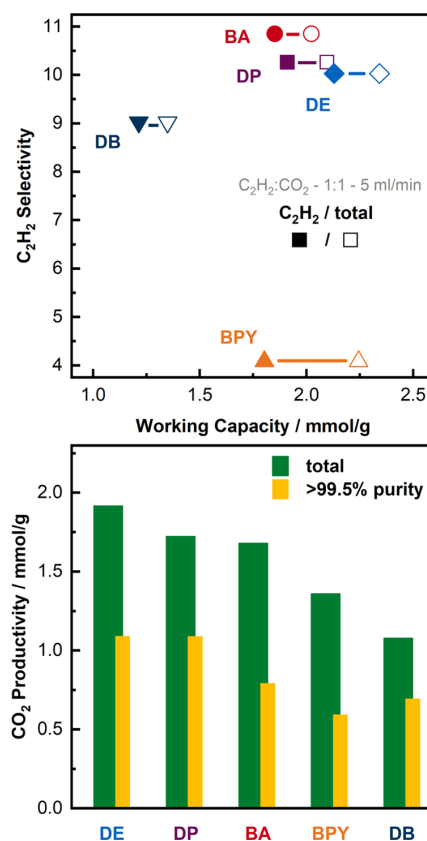 11
10
9
8
7
6
5
4
C₂H₂ Selectivity
BA
DP
DE
DB
C₂H₂:CO₂ - 1:1 - 5 ml/min
C₂H₂ / total
/
BPY
1.0 1.5 2.0 2.5
Working Capacity / mmol/g
total
>99.5% purity
2.0
1.5
1.0
0.5
0.0
CO₂ Productivity / mmol/g
DE DP BA BPY DB